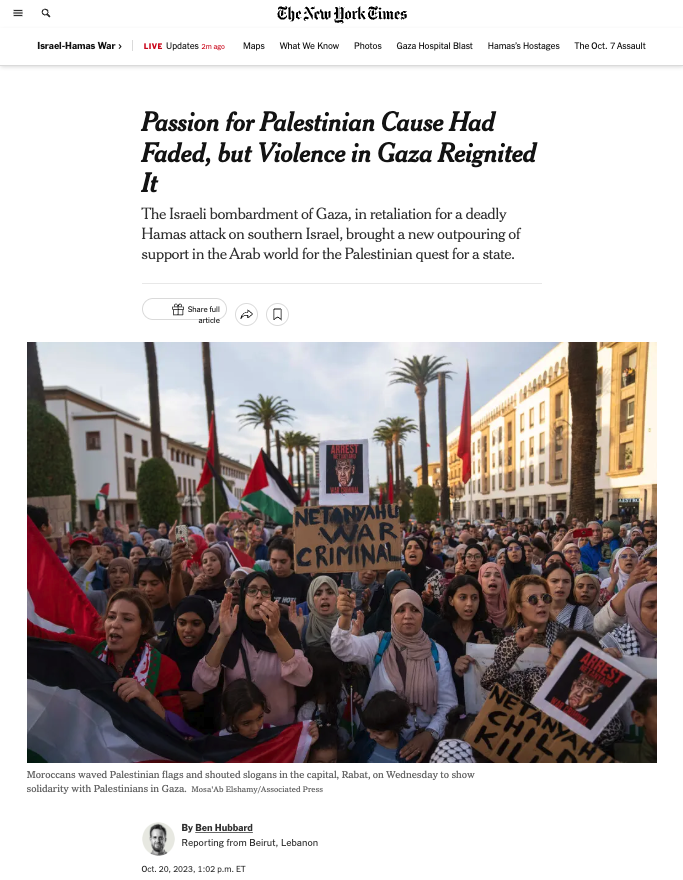 The New York Times
Israel-Hamas War ›
LIVE Updates 2m ago
Maps
What We Know
Photos
Gaza Hospital Blast
Hamas's Hostages
The Oct. 7 Assault
Passion for Palestinian Cause Had
Faded, but Violence in Gaza Reignited
It
The Israeli bombardment of Gaza, in retaliation for a deadly
Hamas attack on southern Israel, brought a new outpouring of
support in the Arab world for the Palestinian quest for a state.
Share full
article
ARREST
NETANYAHU
WAR CRIMINAL
NETANYAHU
WAR
CRIMINAL
ARREST
NETANYAHU
CHILD
KILL
Moroccans waved Palestinian flags and shouted slogans in the capital, Rabat, on Wednesday to show
solidarity with Palestinians in Gaza. Mosa'Ab Elshamy/Associated Press
By Ben Hubbard
Reporting from Beirut, Lebanon
Oct. 20, 2023, 1:02 p.m. ET